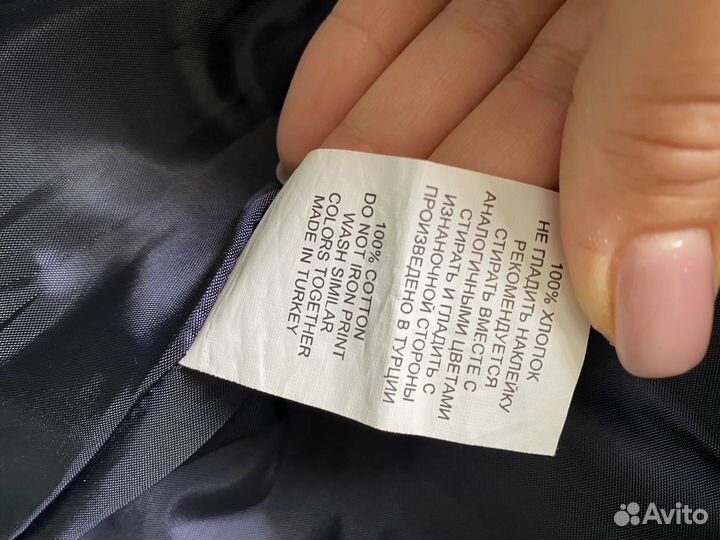 100% ХЛОПОК
НЕ ГЛАДИТЬ НАКЛЕЙКУ
РЕКОМЕНДУЕТСЯ
СТИРАТЬ ВМЕСТЕ С
АНАЛОГИЧНЫМИ ЦВЕТАМИ
СТИРАТЬ И ГЛАДИТЬ С
ИЗНАНОЧНОЙ СТОРОНЫ
ПРОИЗВЕДЕНО В ТУРЦИИ
100% COTTON
DO NOT IRON PRINT
WASH SIMILAR
COLORS TOGETHER
MADE IN TURKEY
Avito